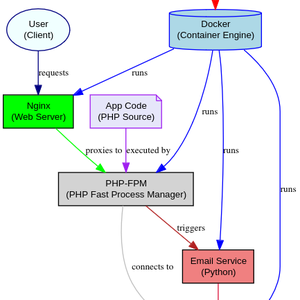 User
(Client)
Docker
(Container Engine)
requests
runs
Nginx
(Web Server)
App Code
(PHP Source)
runs
proxies to
executed by
runs
PHP-FPM
(PHP Fast Process Manager)
runs
triggers
Email Service
(Python)
connects to